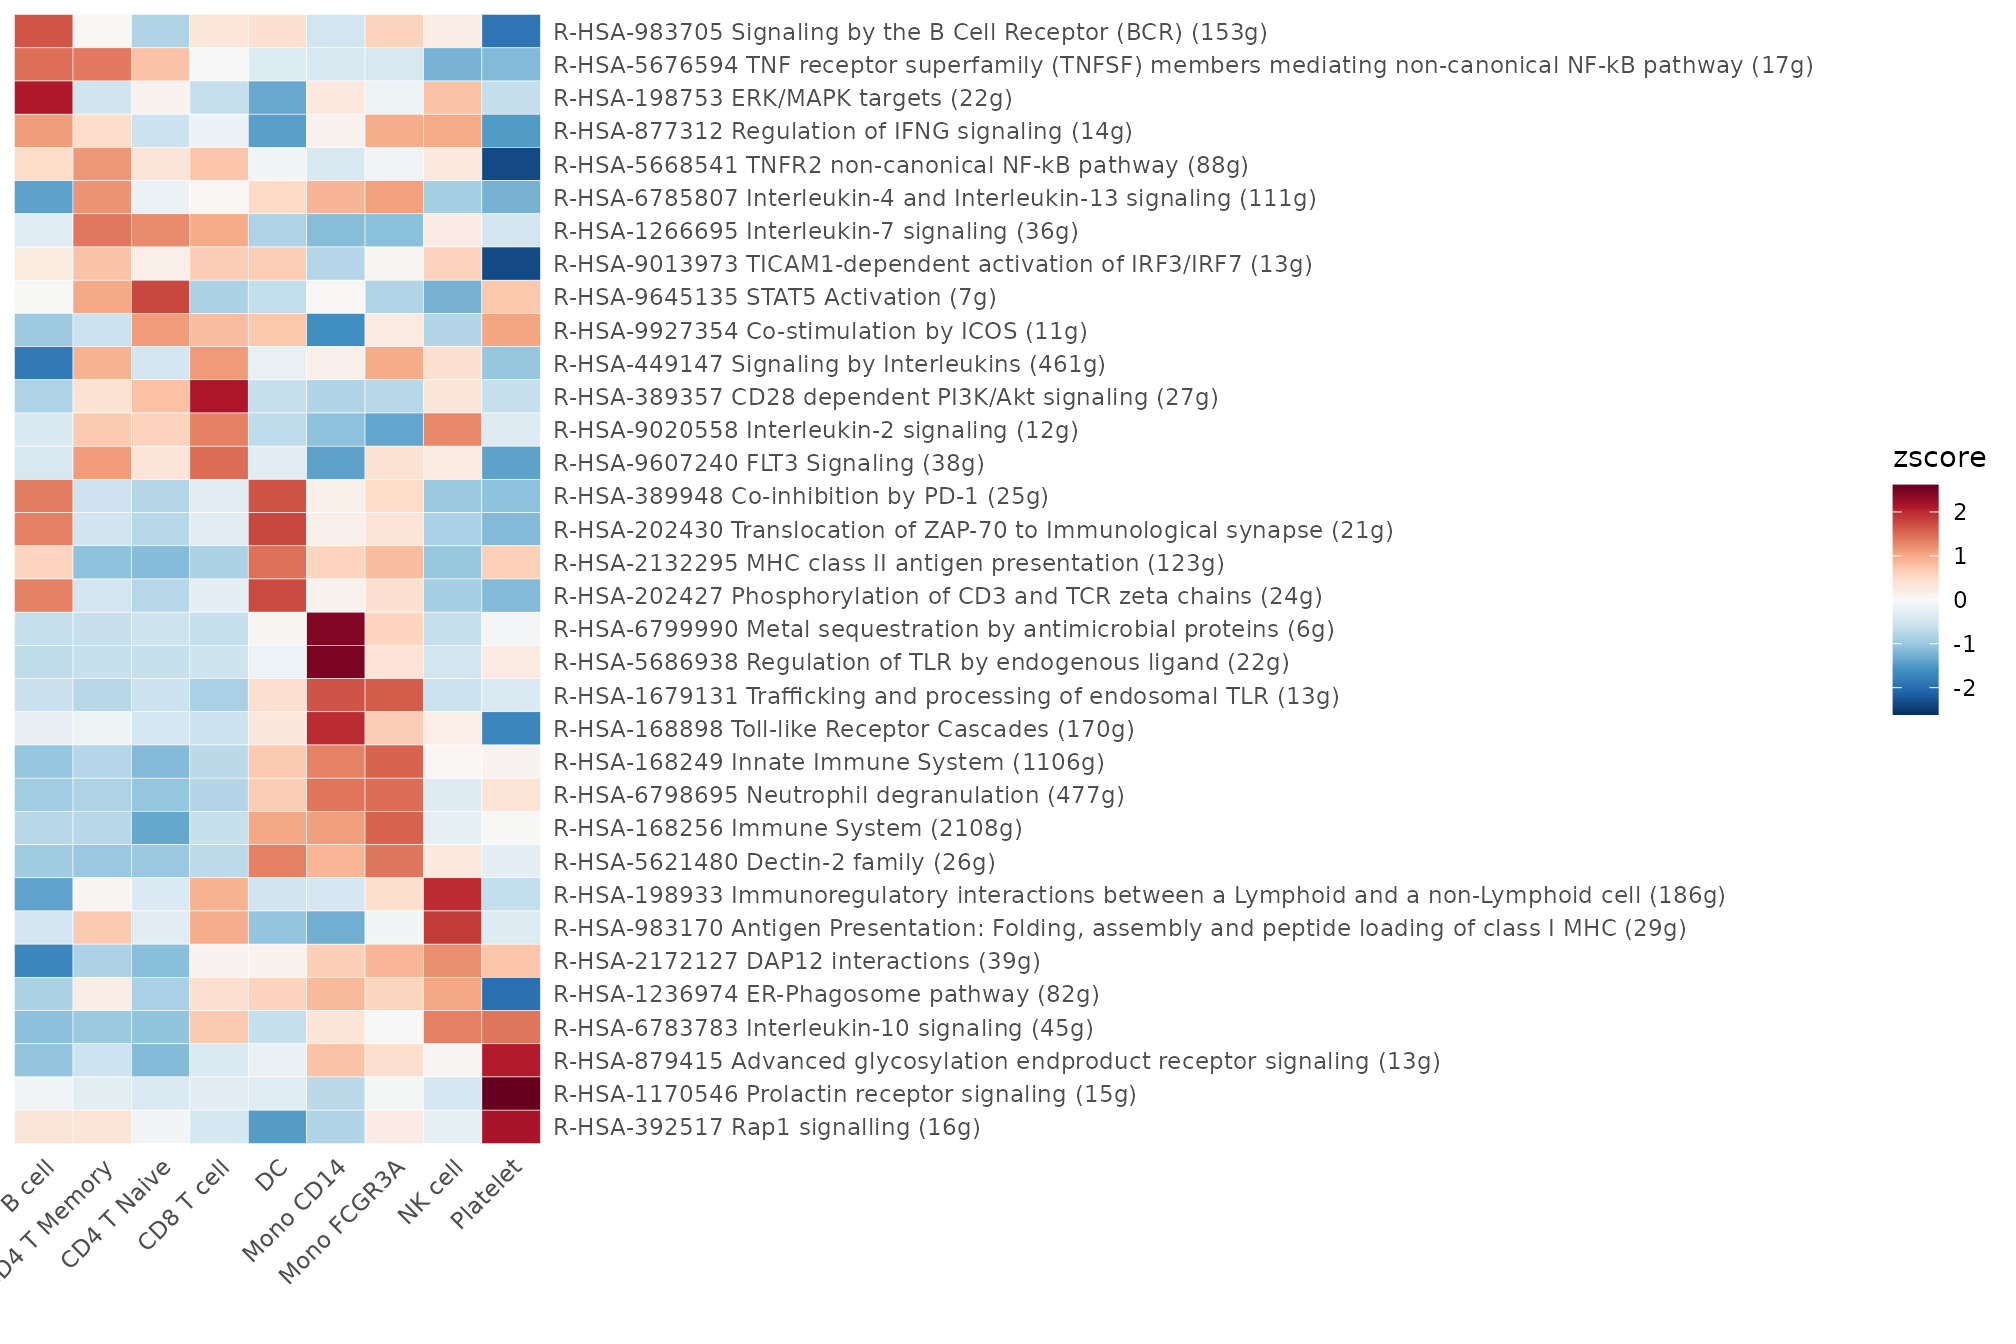 R-HSA-983705 Signaling by the B Cell Receptor (BCR) (153g)
R-HSA-5676594 TNF receptor superfamily (TNFSF) members mediating non-canonical NF-kB pathway (17g)
R-HSA-198753 ERK/MAPK targets (22g)
R-HSA-877312 Regulation of IFNG signaling (14g)
R-HSA-5668541 TNFR2 non-canonical NF-kB pathway (88g)
R-HSA-6785807 Interleukin-4 and Interleukin-13 signaling (111g)
R-HSA-1266695 Interleukin-7 signaling (36g)
R-HSA-9013973 TICAM1-dependent activation of IRF3/IRF7 (13g)
R-HSA-9645135 STAT5 Activation (7g)
R-HSA-9927354 Co-stimulation by ICOS (11g)
R-HSA-449147 Signaling by Interleukins (461g)
R-HSA-389357 CD28 dependent PI3K/Akt signaling (27g)
R-HSA-9020558 Interleukin-2 signaling (12g)
R-HSA-9607240 FLT3 Signaling (38g)
R-HSA-389948 Co-inhibition by PD-1 (25g)
R-HSA-202430 Translocation of ZAP-70 to Immunological synapse (21g)
R-HSA-2132295 MHC class II antigen presentation (123g)
R-HSA-202427 Phosphorylation of CD3 and TCR zeta chains (24g)
R-HSA-6799990 Metal sequestration by antimicrobial proteins (6g)
R-HSA-5686938 Regulation of TLR by endogenous ligand (22g)
R-HSA-1679131 Trafficking and processing of endosomal TLR (13g)
R-HSA-168898 Toll-like Receptor Cascades (170g)
R-HSA-168249 Innate Immune System (1106g)
R-HSA-6798695 Neutrophil degranulation (477g)
R-HSA-168256 Immune System (2108g)
R-HSA-5621480 Dectin-2 family (26g)
R-HSA-198933 Immunoregulatory interactions between a Lymphoid and a non-Lymphoid cell (186g)
R-HSA-983170 Antigen Presentation: Folding, assembly and peptide loading of class I MHC (29g)
R-HSA-2172127 DAP12 interactions (39g)
R-HSA-1236974 ER-Phagosome pathway (82g)
R-HSA-6783783 Interleukin-10 signaling (45g)
R-HSA-879415 Advanced glycosylation endproduct receptor signaling (13g)
R-HSA-1170546 Prolactin receptor signaling (15g)
R-HSA-392517 Rap1 signalling (16g)
B cell
D4 T Memory
CD4 T Naive
CD8 T cell
DC
Mono CD14
Mono FCGR3A
NK cell
Platelet
zscore
2
1
0
-1
-2